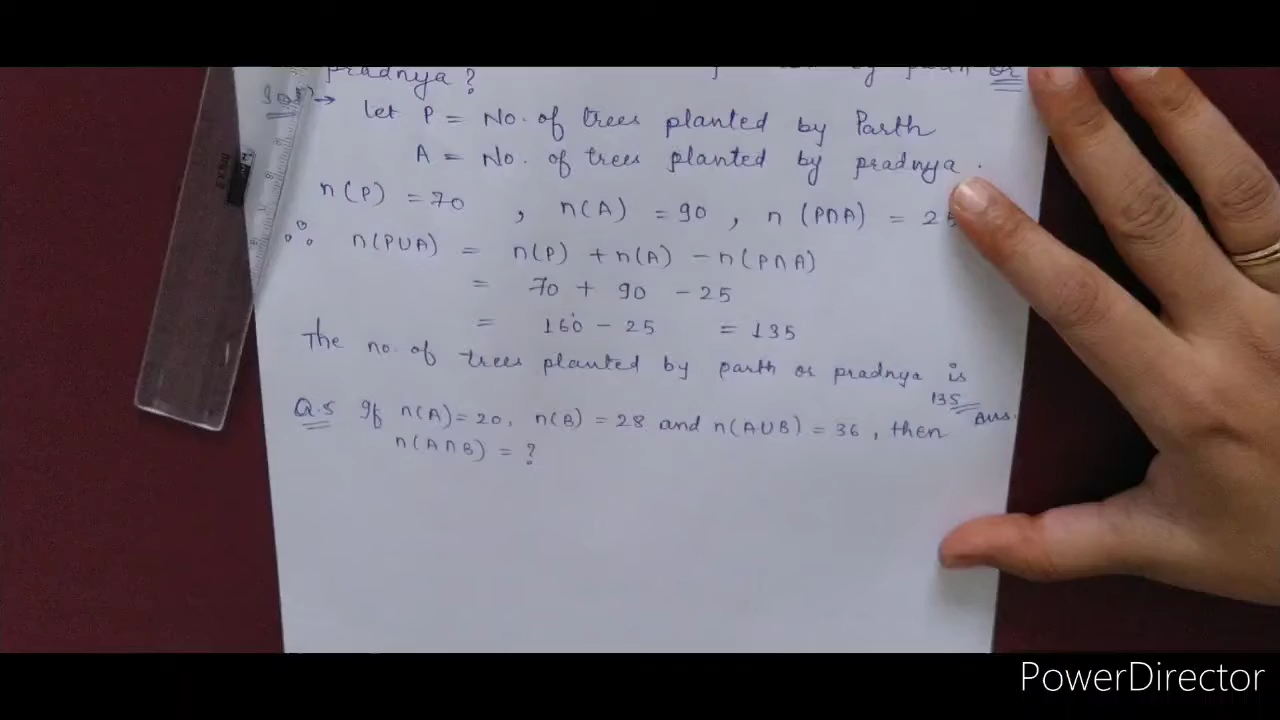 pradnya ?
or
Sol → Let P = No. of trees planted by Parth
A = No. of trees planted by pradnya .
n(P) = 70 , n(A) = 90 , n (P∩A) = 25
∴ n(P∪A) = n(P) + n(A) - n(P∩A)
= 70 + 90 - 25
= 160 - 25 = 135
The no. of trees planted by parth or pradnya is
135 Ans.
Q.5 If n(A) = 20, n(B) = 28 and n(A∪B) = 36 , then
n(A∩B) = ?
PowerDirector